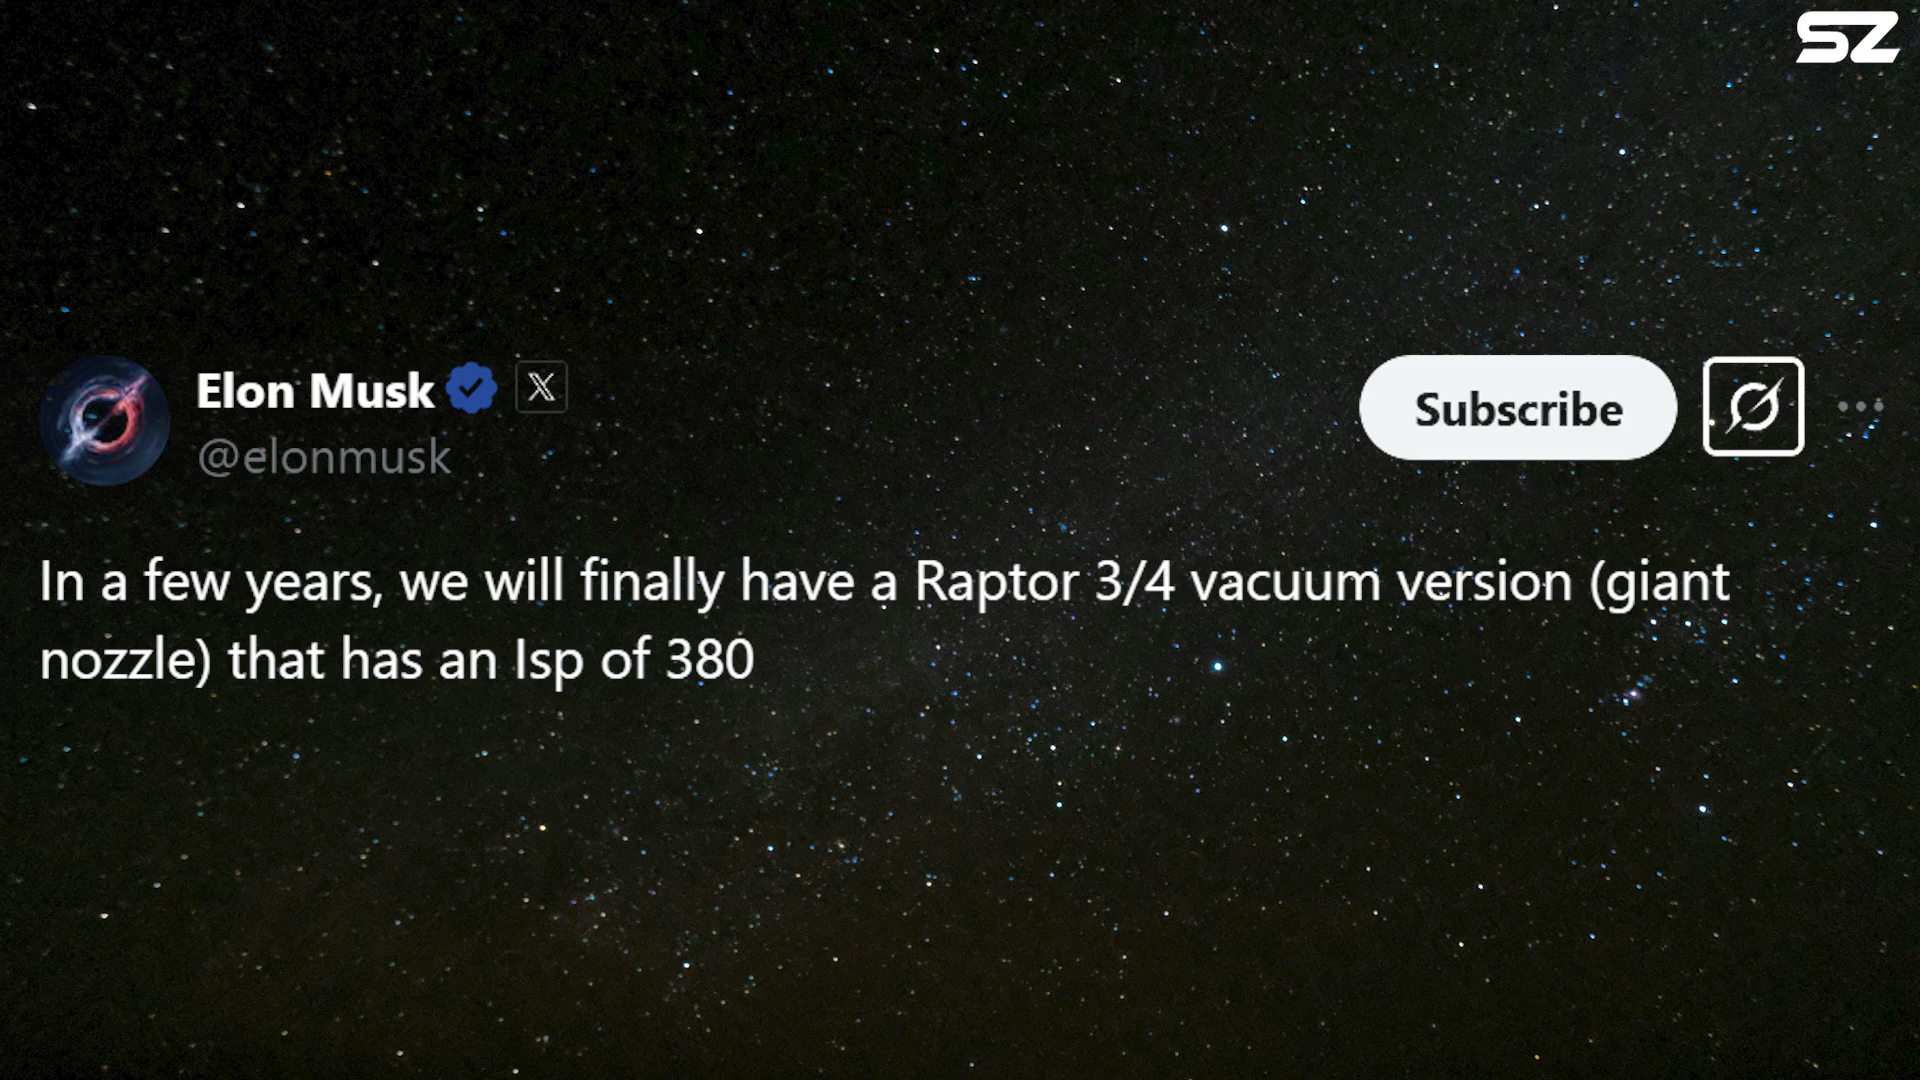 SZ
Elon Musk
@elonmusk
Subscribe
In a few years, we will finally have a Raptor 3/4 vacuum version (giant
nozzle) that has an Isp of 380